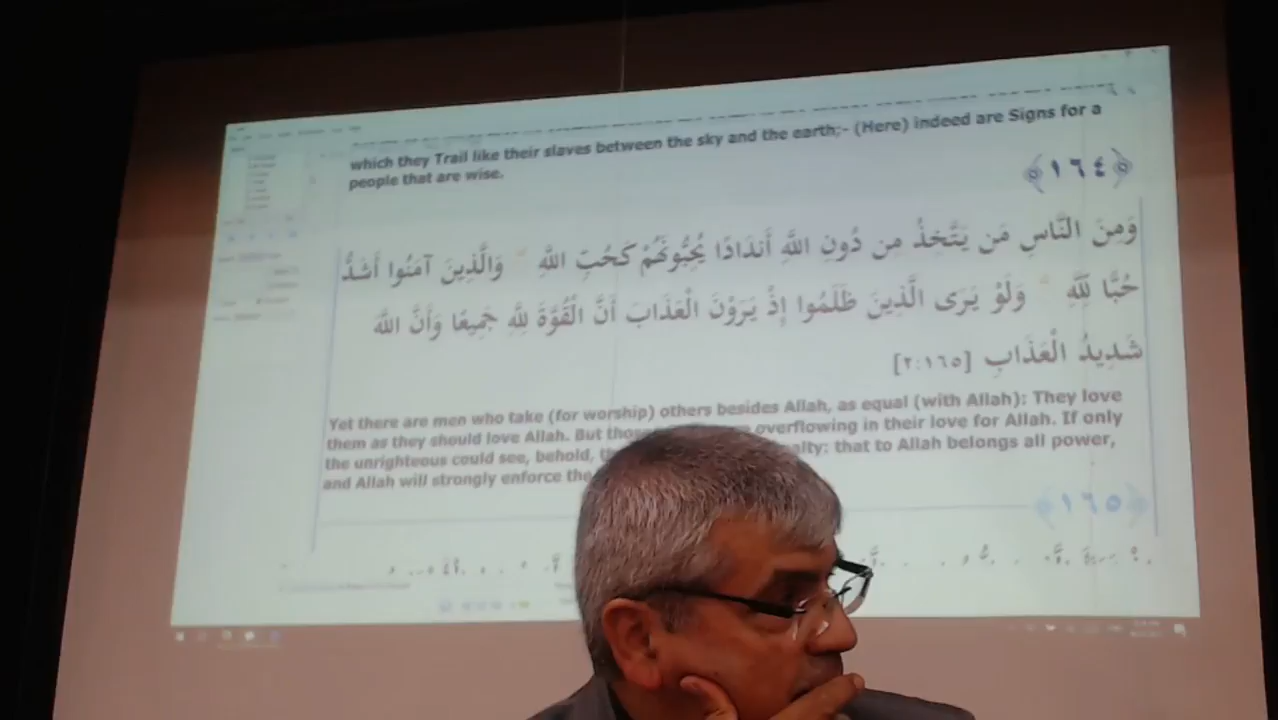 which they Trail like their slaves between the sky and the earth;- (Here) indeed are Signs for a
people that are wise.
﴿١٦٤﴾
وَمِنَ النَّاسِ مَن يَتَّخِذُ مِن دُونِ اللَّهِ أَندَادًا يُحِبُّونَهُمْ كَحُبِّ اللَّهِ وَالَّذِينَ آمَنُوا أَشَدُّ
حُبًّا لِّلَّهِ وَلَوْ يَرَى الَّذِينَ ظَلَمُوا إِذْ يَرَوْنَ الْعَذَابَ أَنَّ الْقُوَّةَ لِلَّهِ جَمِيعًا وَأَنَّ اللَّهَ
شَدِيدُ الْعَذَابِ [٢:١٦٥]
Yet there are men who take (for worship) others besides Allah, as equal (with Allah): They love
them as they should love Allah. But those overflowing in their love for Allah. If only
the unrighteous could see, behold, that to Allah belongs all power,
and Allah will strongly enforce the
﴿١٦٥﴾